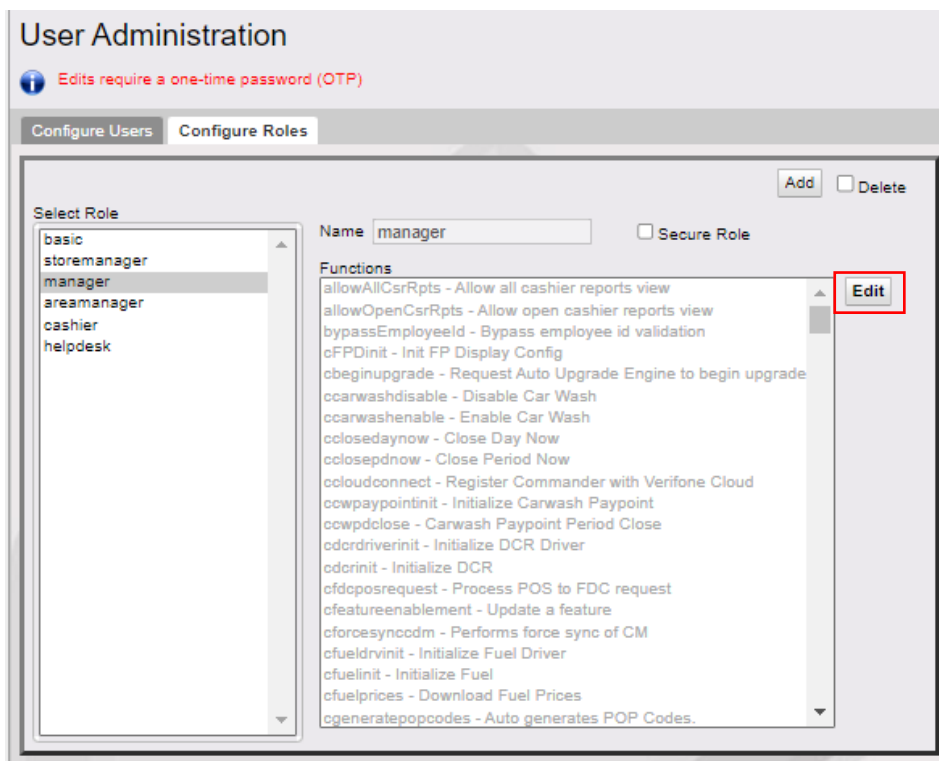 User Administration
Edits require a one-time password (OTP)
Configure Users
Configure Roles
Add
Delete
Select Role
basic
storemanager
manager
areamanager
cashier
helpdesk
Name
manager
Secure Role
Functions
allowAllCsrRpts - Allow all cashier reports view
allowOpenCsrRpts - Allow open cashier reports view
bypassEmployeeId - Bypass employee id validation
cFPDinit - Init FP Display Config
cbeginupgrade - Request Auto Upgrade Engine to begin upgrade
ccarwashdisable - Disable Car Wash
ccarwashenable - Enable Car Wash
cclosedaynow - Close Day Now
cclosepdnow - Close Period Now
ccloudconnect - Register Commander with Verifone Cloud
ccwpaypointinit - Initialize Carwash Paypoint
ccwpdclose - Carwash Paypoint Period Close
cdcrdriverinit - Initialize DCR Driver
cdcrinit - Initialize DCR
cfdcposrequest - Process POS to FDC request
cfeatureenablement - Update a feature
cforcesynccdm - Performs force sync of CM
cfueldrvinit - Initialize Fuel Driver
cfuelinit - Initialize Fuel
cfuelprices - Download Fuel Prices
cgeneratepopcodes - Auto generates POP Codes.
Edit